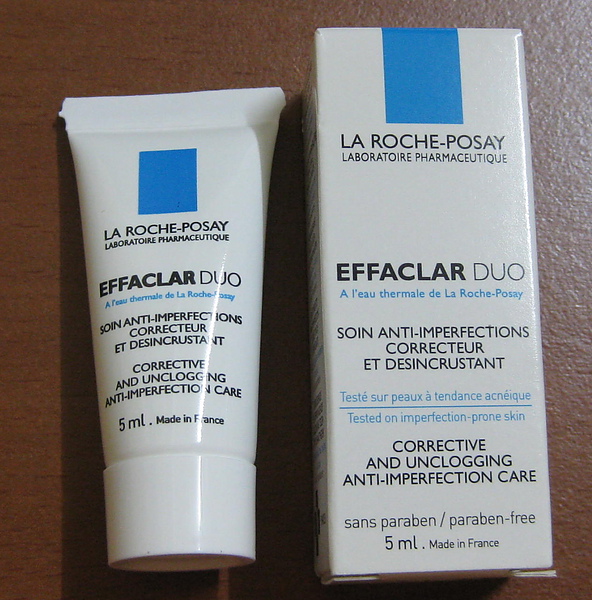 LA ROCHE-POSAY
LABORATOIRE PHARMACEUTIQUE
EFFACLAR DUO
A l'eau thermale de La Roche-Posay
SOIN ANTI-IMPERFECTIONS
CORRECTEUR
ET DESINCRUSTANT
CORRECTIVE
AND UNCLOGGING
ANTI-IMPERFECTION CARE
5 ml . Made in France
LA ROCHE-POSAY
LABORATOIRE PHARMACEUTIQUE
EFFACLAR DUO
A l'eau thermale de La Roche-Posay
SOIN ANTI-IMPERFECTIONS
CORRECTEUR
ET DESINCRUSTANT
Testé sur peaux à tendance acnéique
Tested on imperfection-prone skin
CORRECTIVE
AND UNCLOGGING
ANTI-IMPERFECTION CARE
sans paraben / paraben-free
5 ml . Made in France